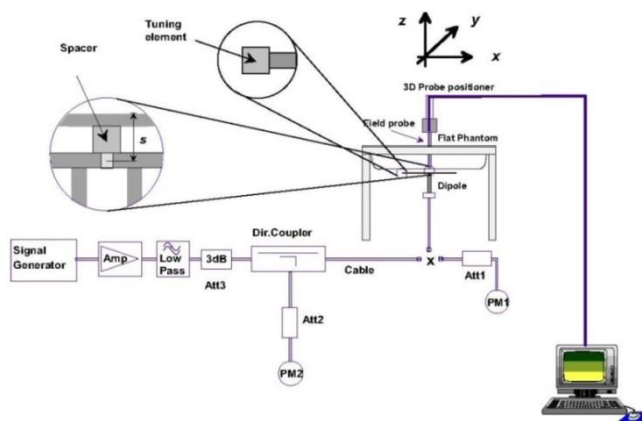 Tuning
element
Spacer
s
z
y
x
3D Probe positioner
Field probe
Flat Phantom
Dipole
Signal
Generator
Amp
Low
Pass
3dB
Att3
Dir.Coupler
Cable
x
Att1
PM1
Att2
PM2